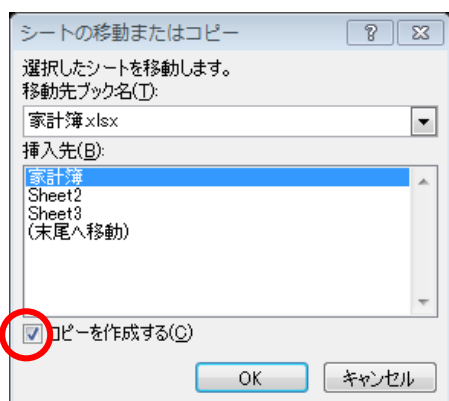 シートの移動またはコピー
選択したシートを移動します。
移動先ブック名(T):
家計簿.xlsx
挿入先(B):
家計簿
Sheet2
Sheet3
(末尾へ移動)
コピーを作成する(C)
OK キャンセル